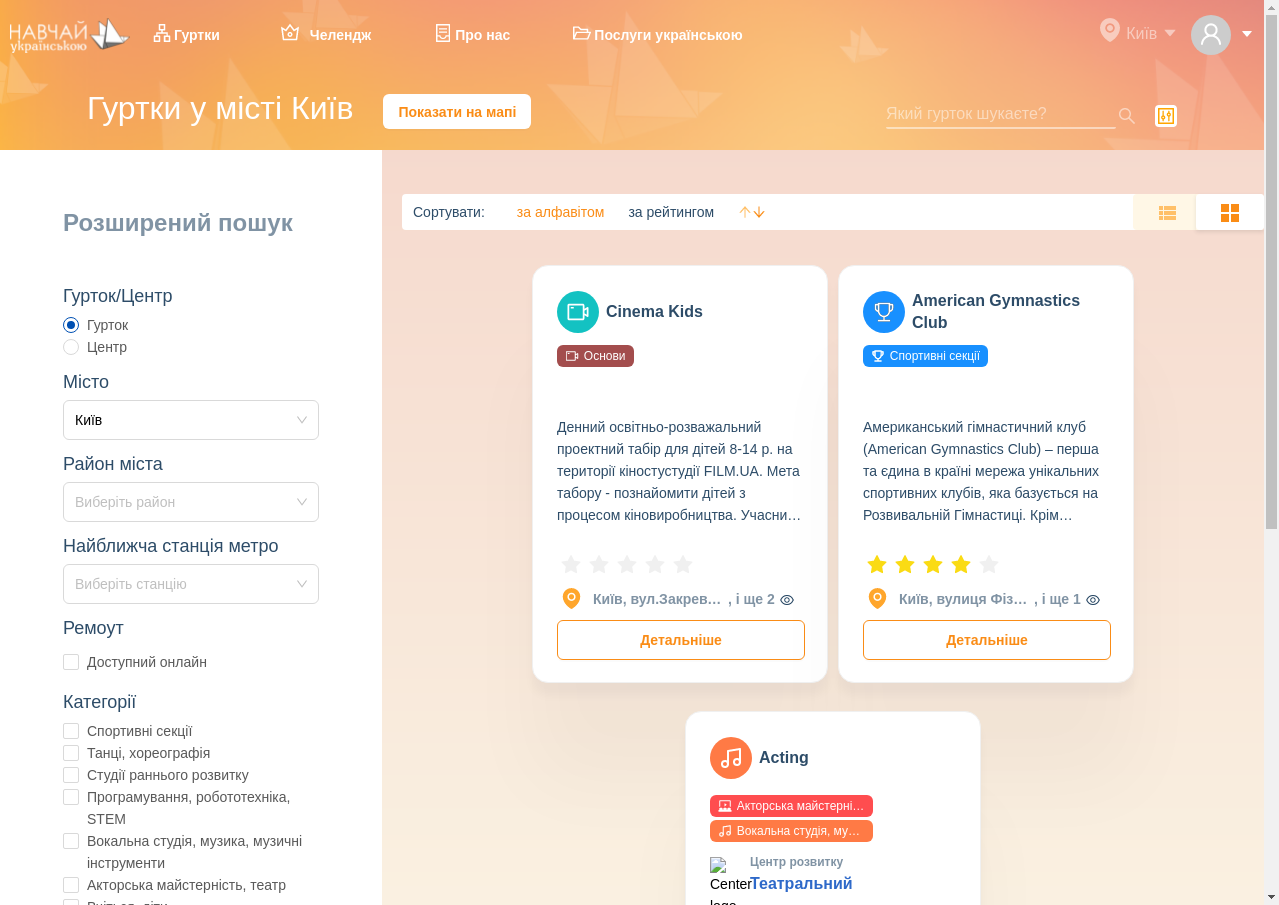 НАВЧАЙ
українською
Гуртки
Челендж
Про нас
Послуги українською
Київ
Гуртки у місті Київ
Показати на мапі
Який гурток шукаєте?
Розширений пошук
Гурток/Центр
Гурток
Центр
Місто
Київ
Район міста
Виберіть район
Найближча станція метро
Виберіть станцію
Ремоут
Доступний онлайн
Категорії
Спортивні секції
Танці, хореографія
Студії раннього розвитку
Програмування, робототехніка,
STEM
Вокальна студія, музика, музичні
інструменти
Акторська майстерність, театр
Сортувати:
за алфавітом
за рейтингом
Cinema Kids
Основи
Денний освітньо-розважальний
проектний табір для дітей 8-14 р. на
території кіностустудії FILM.UA. Мета
табору - познайомити дітей з
процесом кіновиробництва. Учасни…
Київ, вул.Закрев… , і ще 2
Детальніше
American Gymnastics
Club
Спортивні секції
Американський гімнастичний клуб
(American Gymnastics Club) – перша
та єдина в країні мережа унікальних
спортивних клубів, яка базується на
Розвивальній Гімнастиці. Крім…
Київ, вулиця Фіз… , і ще 1
Детальніше
Acting
Акторська майстерні…
Вокальна студія, му…
Центр розвитку
Center
Театральний
logo